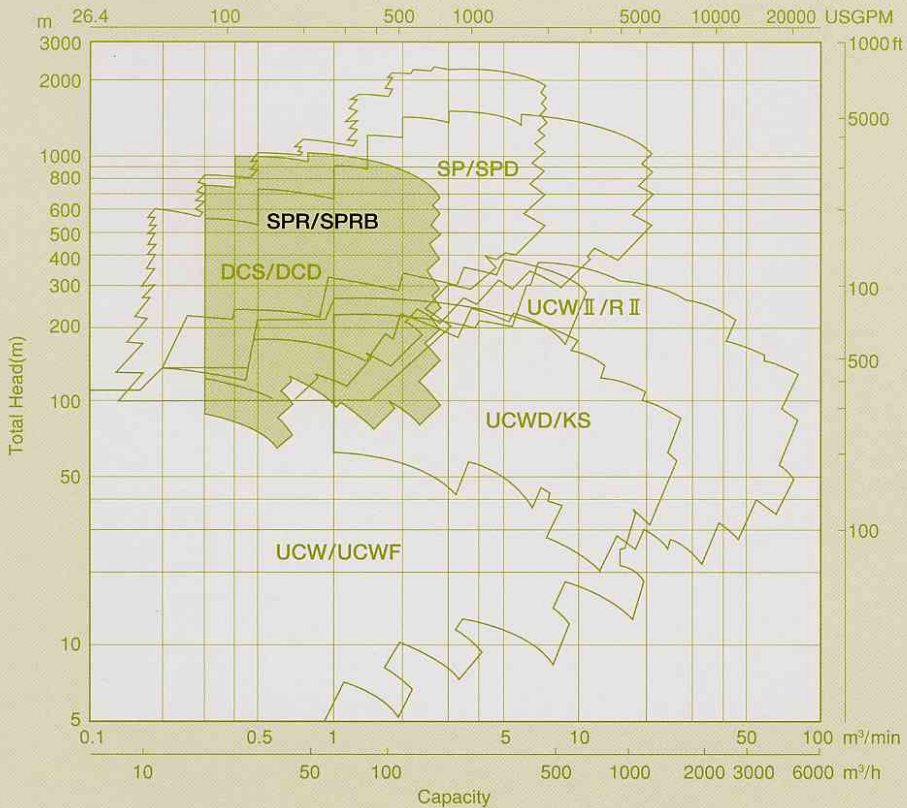 m 26.4 100 500 1000 5000 10000 20000 USGPM
3000 1000 ft
2000
5000
1000
SP/SPD
800
600
SPR/SPRB
500
400
DCS/DCD
300 100
UCWⅡ/RⅡ
200
500
Total Head(m)
100
UCWD/KS
50
100
UCW/UCWF
10
5
0.1 0.5 1 5 10 50 100 m³/min
10 50 100 500 1000 2000 3000 6000 m³/h
Capacity